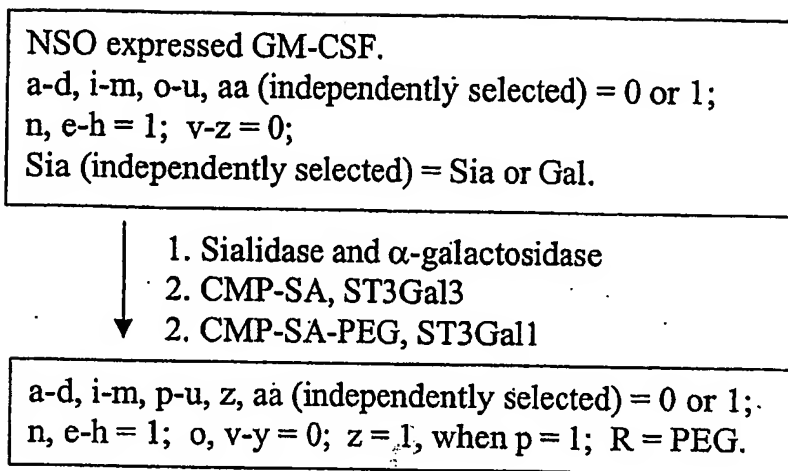 NSO expressed GM-CSF.
a-d, i-m, o-u, aa (independently selected) = 0 or 1;
n, e-h = 1; v-z = 0;
Sia (independently selected) = Sia or Gal.
1. Sialidase and α-galactosidase
2. CMP-SA, ST3Gal3
2. CMP-SA-PEG, ST3Gal1
a-d, i-m, p-u, z, aa (independently selected) = 0 or 1;
n, e-h = 1; o, v-y = 0; z = 1, when p = 1; R = PEG.